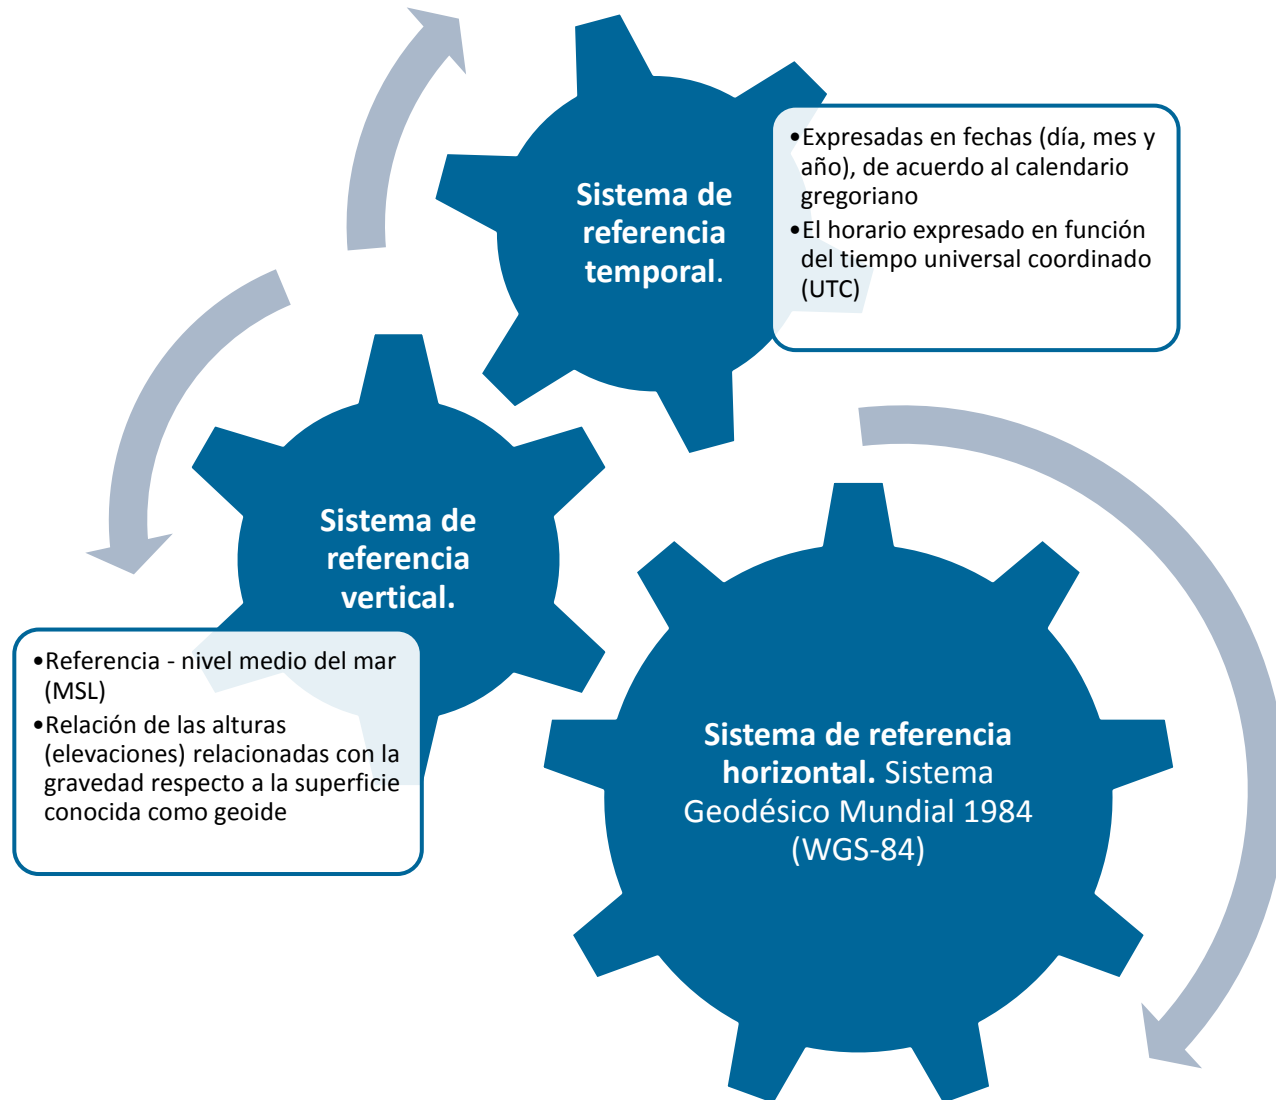 Sistema de
referencia
temporal.
•Expresadas en fechas (día, mes y
año), de acuerdo al calendario
gregoriano
•El horario expresado en función
del tiempo universal coordinado
(UTC)
Sistema de
referencia
vertical.
•Referencia - nivel medio del mar
(MSL)
•Relación de las alturas
(elevaciones) relacionadas con la
gravedad respecto a la superficie
conocida como geoide
Sistema de referencia
horizontal. Sistema
Geodésico Mundial 1984
(WGS-84)